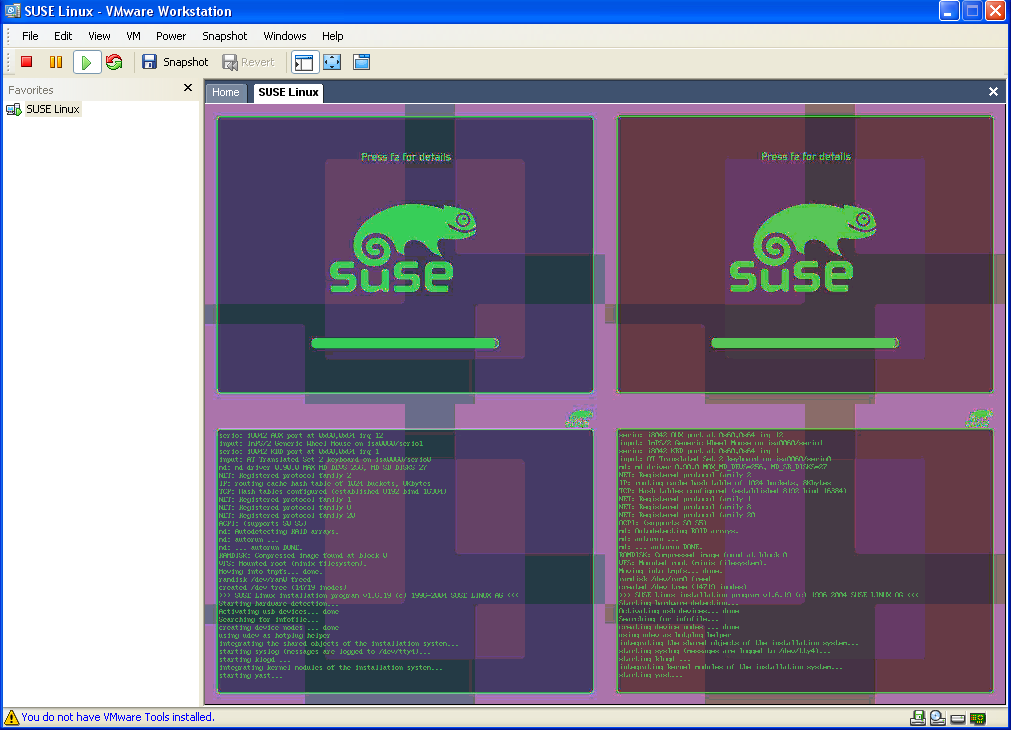 SUSE Linux - VMware Workstation
File Edit View VM Power Snapshot Windows Help
Snapshot Revert
Favorites
SUSE Linux
Home SUSE Linux
Press f2 for details
suse
Press f2 for details
suse
serio: i8042 AUX port at 0x60,0x64 irq 12
input: ImPS/2 Generic Wheel Mouse on isa0060/serio1
serio: i8042 KBD port at 0x60,0x64 irq 1
input: AT Translated Set 2 keyboard on isa0060/serio0
md: md driver 0.90.0 MAX_MD_DEVS=256, MD_SB_DISKS=27
NET: Registered protocol family 2
IP: routing cache hash table of 1024 buckets, 8Kbytes
TCP: Hash tables configured (established 8192 bind 16384)
NET: Registered protocol family 1
NET: Registered protocol family 8
NET: Registered protocol family 20
ACPI: (supports S0 S5)
md: Autodetecting RAID arrays.
md: autorun ...
md: ... autorun DONE.
RAMDISK: Compressed image found at block 0
VFS: Mounted root (minix filesystem).
Moving into tmpfs... done.
ramdisk /dev/ram0 freed
created /dev tree (14719 inodes)
>>> SUSE Linux installation program v1.6.19 (c) 1996-2004 SUSE LINUX AG <<<
Starting hardware detection...
Activating usb devices... done
Searching for infofile...
creating device nodes ... done
using udev as hotplug helper
integrating the shared objects of the installation system...
starting syslog (messages are logged to /dev/tty4)...
starting klogd ...
integrating kernel modules of the installation system...
starting yast...
serio: i8042 AUX port at 0x60,0x64 irq 12
input: ImPS/2 Generic Wheel Mouse on isa0060/serio1
serio: i8042 KBD port at 0x60,0x64 irq 1
input: AT Translated Set 2 keyboard on isa0060/serio0
md: md driver 0.90.0 MAX_MD_DEVS=256, MD_SB_DISKS=27
NET: Registered protocol family 2
IP: routing cache hash table of 1024 buckets, 8Kbytes
TCP: Hash tables configured (established 8192 bind 16384)
NET: Registered protocol family 1
NET: Registered protocol family 8
NET: Registered protocol family 20
ACPI: (supports S0 S5)
md: Autodetecting RAID arrays.
md: autorun ...
md: ... autorun DONE.
RAMDISK: Compressed image found at block 0
VFS: Mounted root (minix filesystem).
Moving into tmpfs... done.
ramdisk /dev/ram0 freed
created /dev tree (14719 inodes)
>>> SUSE Linux installation program v1.6.19 (c) 1996-2004 SUSE LINUX AG <<<
Starting hardware detection...
Activating usb devices... done
Searching for infofile...
creating device nodes ... done
using udev as hotplug helper
integrating the shared objects of the installation system...
starting syslog (messages are logged to /dev/tty4)...
starting klogd ...
integrating kernel modules of the installation system...
starting yast...
You do not have VMware Tools installed.